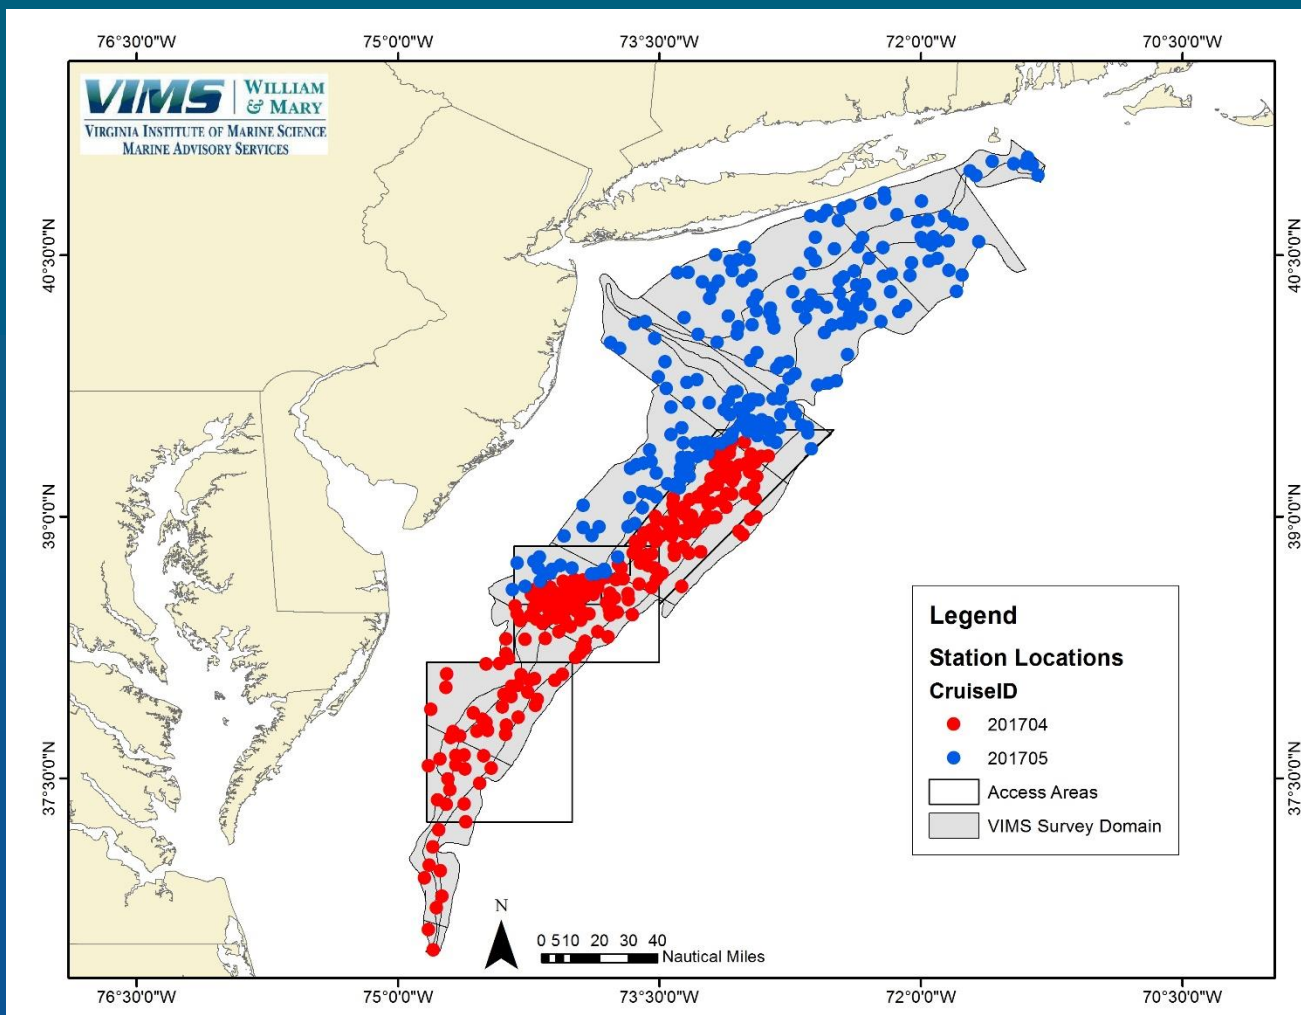 76°30'0"W 75°0'0"W 73°30'0"W 72°0'0"W 70°30'0"W
VIMS WILLIAM
& MARY
VIRGINIA INSTITUTE OF MARINE SCIENCE
MARINE ADVISORY SERVICES
40°30'0"N 40°30'0"N
39°0'0"N 39°0'0"N
37°30'0"N 37°30'0"N
Legend
Station Locations
CruiseID
201704
201705
Access Areas
VIMS Survey Domain
N
0 510 20 30 40
Nautical Miles
76°30'0"W 75°0'0"W 73°30'0"W 72°0'0"W 70°30'0"W